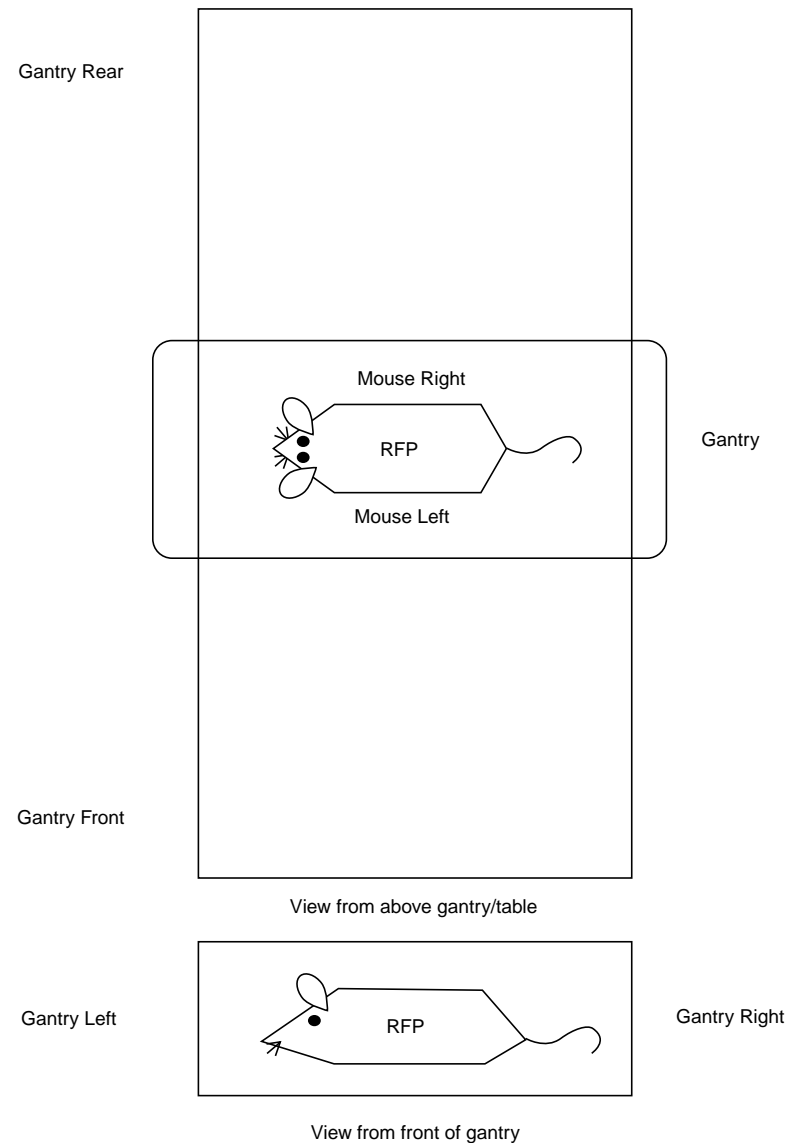 Gantry Rear
Mouse Right
RFP
Gantry
Mouse Left
Gantry Front
View from above gantry/table
Gantry Left
RFP
Gantry Right
View from front of gantry